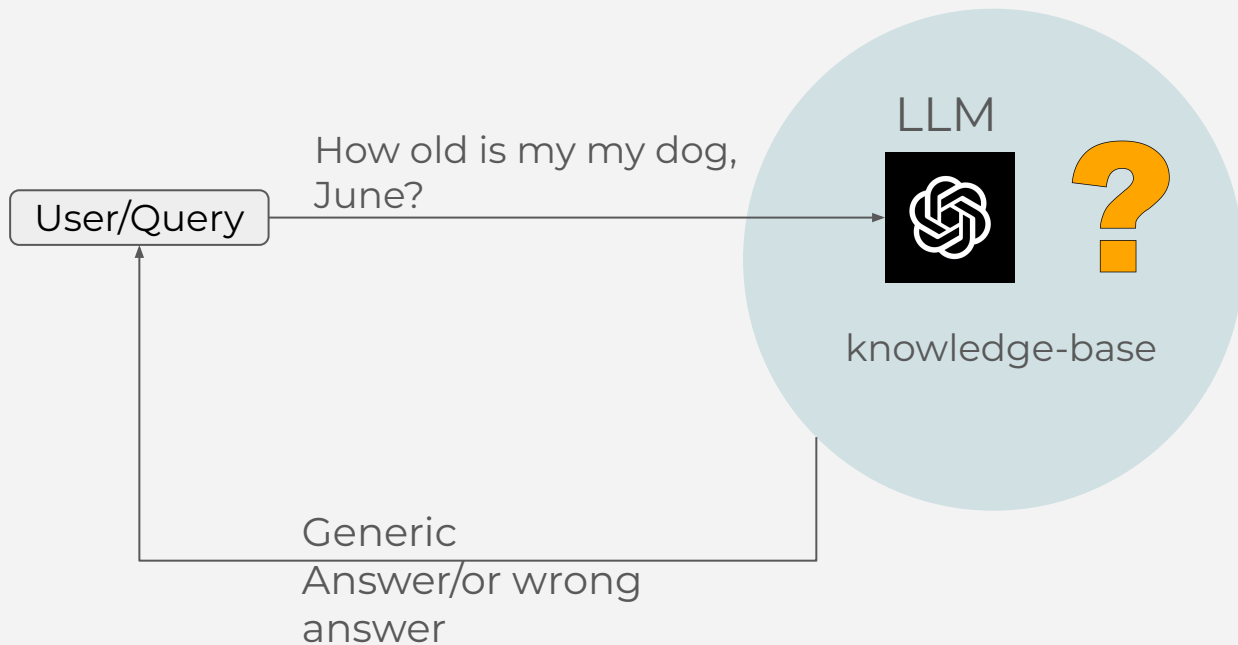 LLM
How old is my my dog,
June?
User/Query
?
knowledge-base
Generic
Answer/or wrong
answer